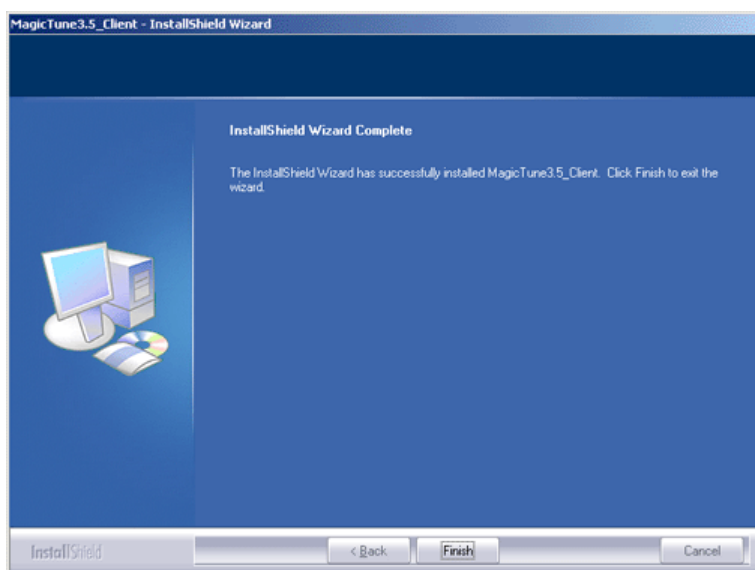 MagicTune3.5_Client - InstallShield Wizard
InstallShield Wizard Complete
The InstallShield Wizard has successfully installed MagicTune3.5_Client. Click Finish to exit the
wizard.
InstallShield
< Back
Finish
Cancel